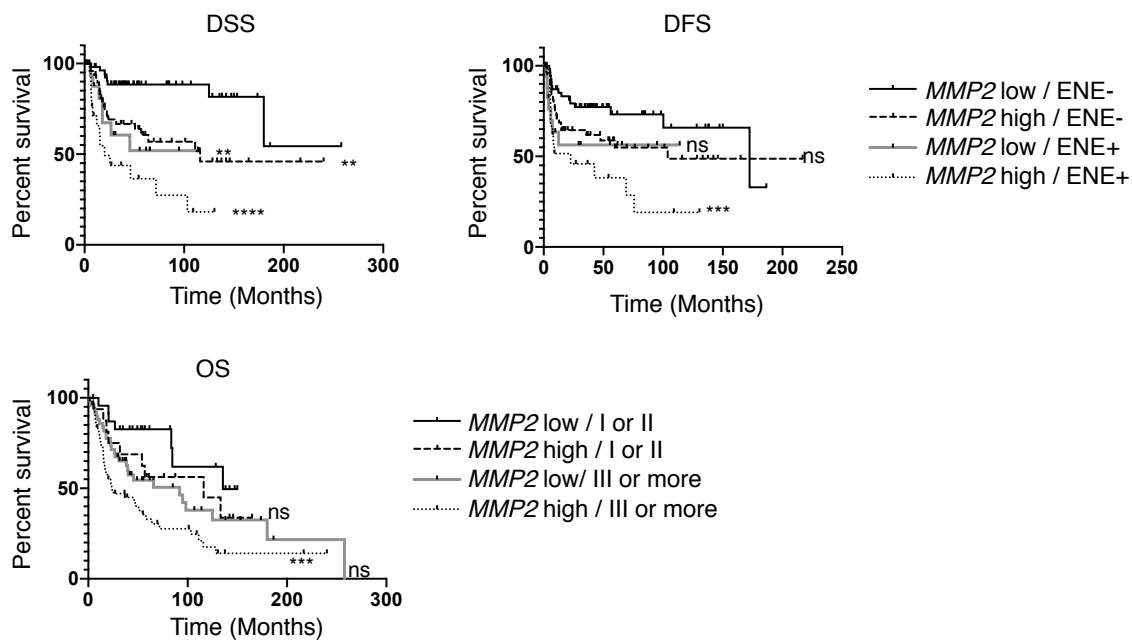 DSS
Percent survival
100
50
0
0
100
200
300
Time (Months)
**
**
****
DFS
Percent survival
100
50
0
0
50
100
150
200
250
Time (Months)
ns
ns
***
MMP2 low / ENE-
MMP2 high / ENE-
MMP2 low / ENE+
MMP2 high / ENE+
OS
Percent survival
100
50
0
0
100
200
300
Time (Months)
ns
***
ns
MMP2 low / I or II
MMP2 high / I or II
MMP2 low/ III or more
MMP2 high / III or more